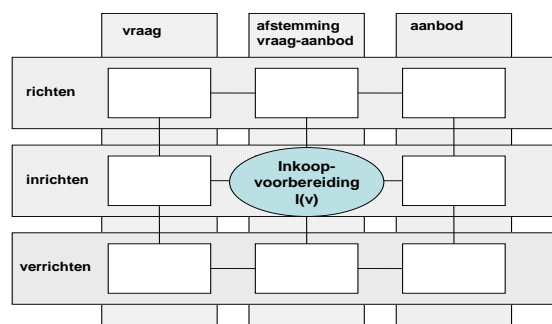 vraag
afstemming
vraag-aanbod
aanbod
richten
inrichten
Inkoop-
voorbereiding
I(v)
verrichten